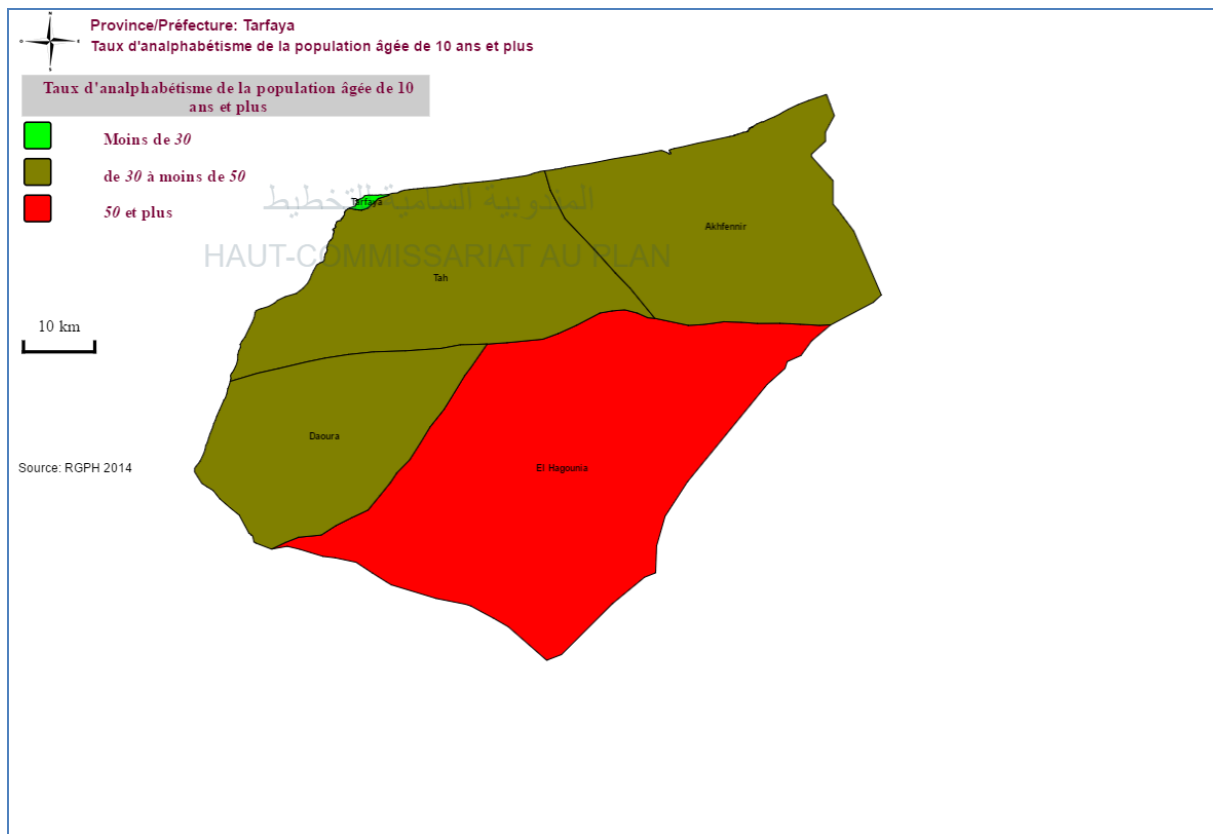 Province/Préfecture: Tarfaya
Taux d'analphabétisme de la population âgée de 10 ans et plus
Taux d'analphabétisme de la population âgée de 10
ans et plus
Moins de 30
de 30 à moins de 50
50 et plus
المندوبية السامية للتخطيط
HAUT-COMMISSARIAT AU PLAN
Tarfaya
Akhfennir
Tah
10 km
Daoura
El Hagounia
Source: RGPH 2014